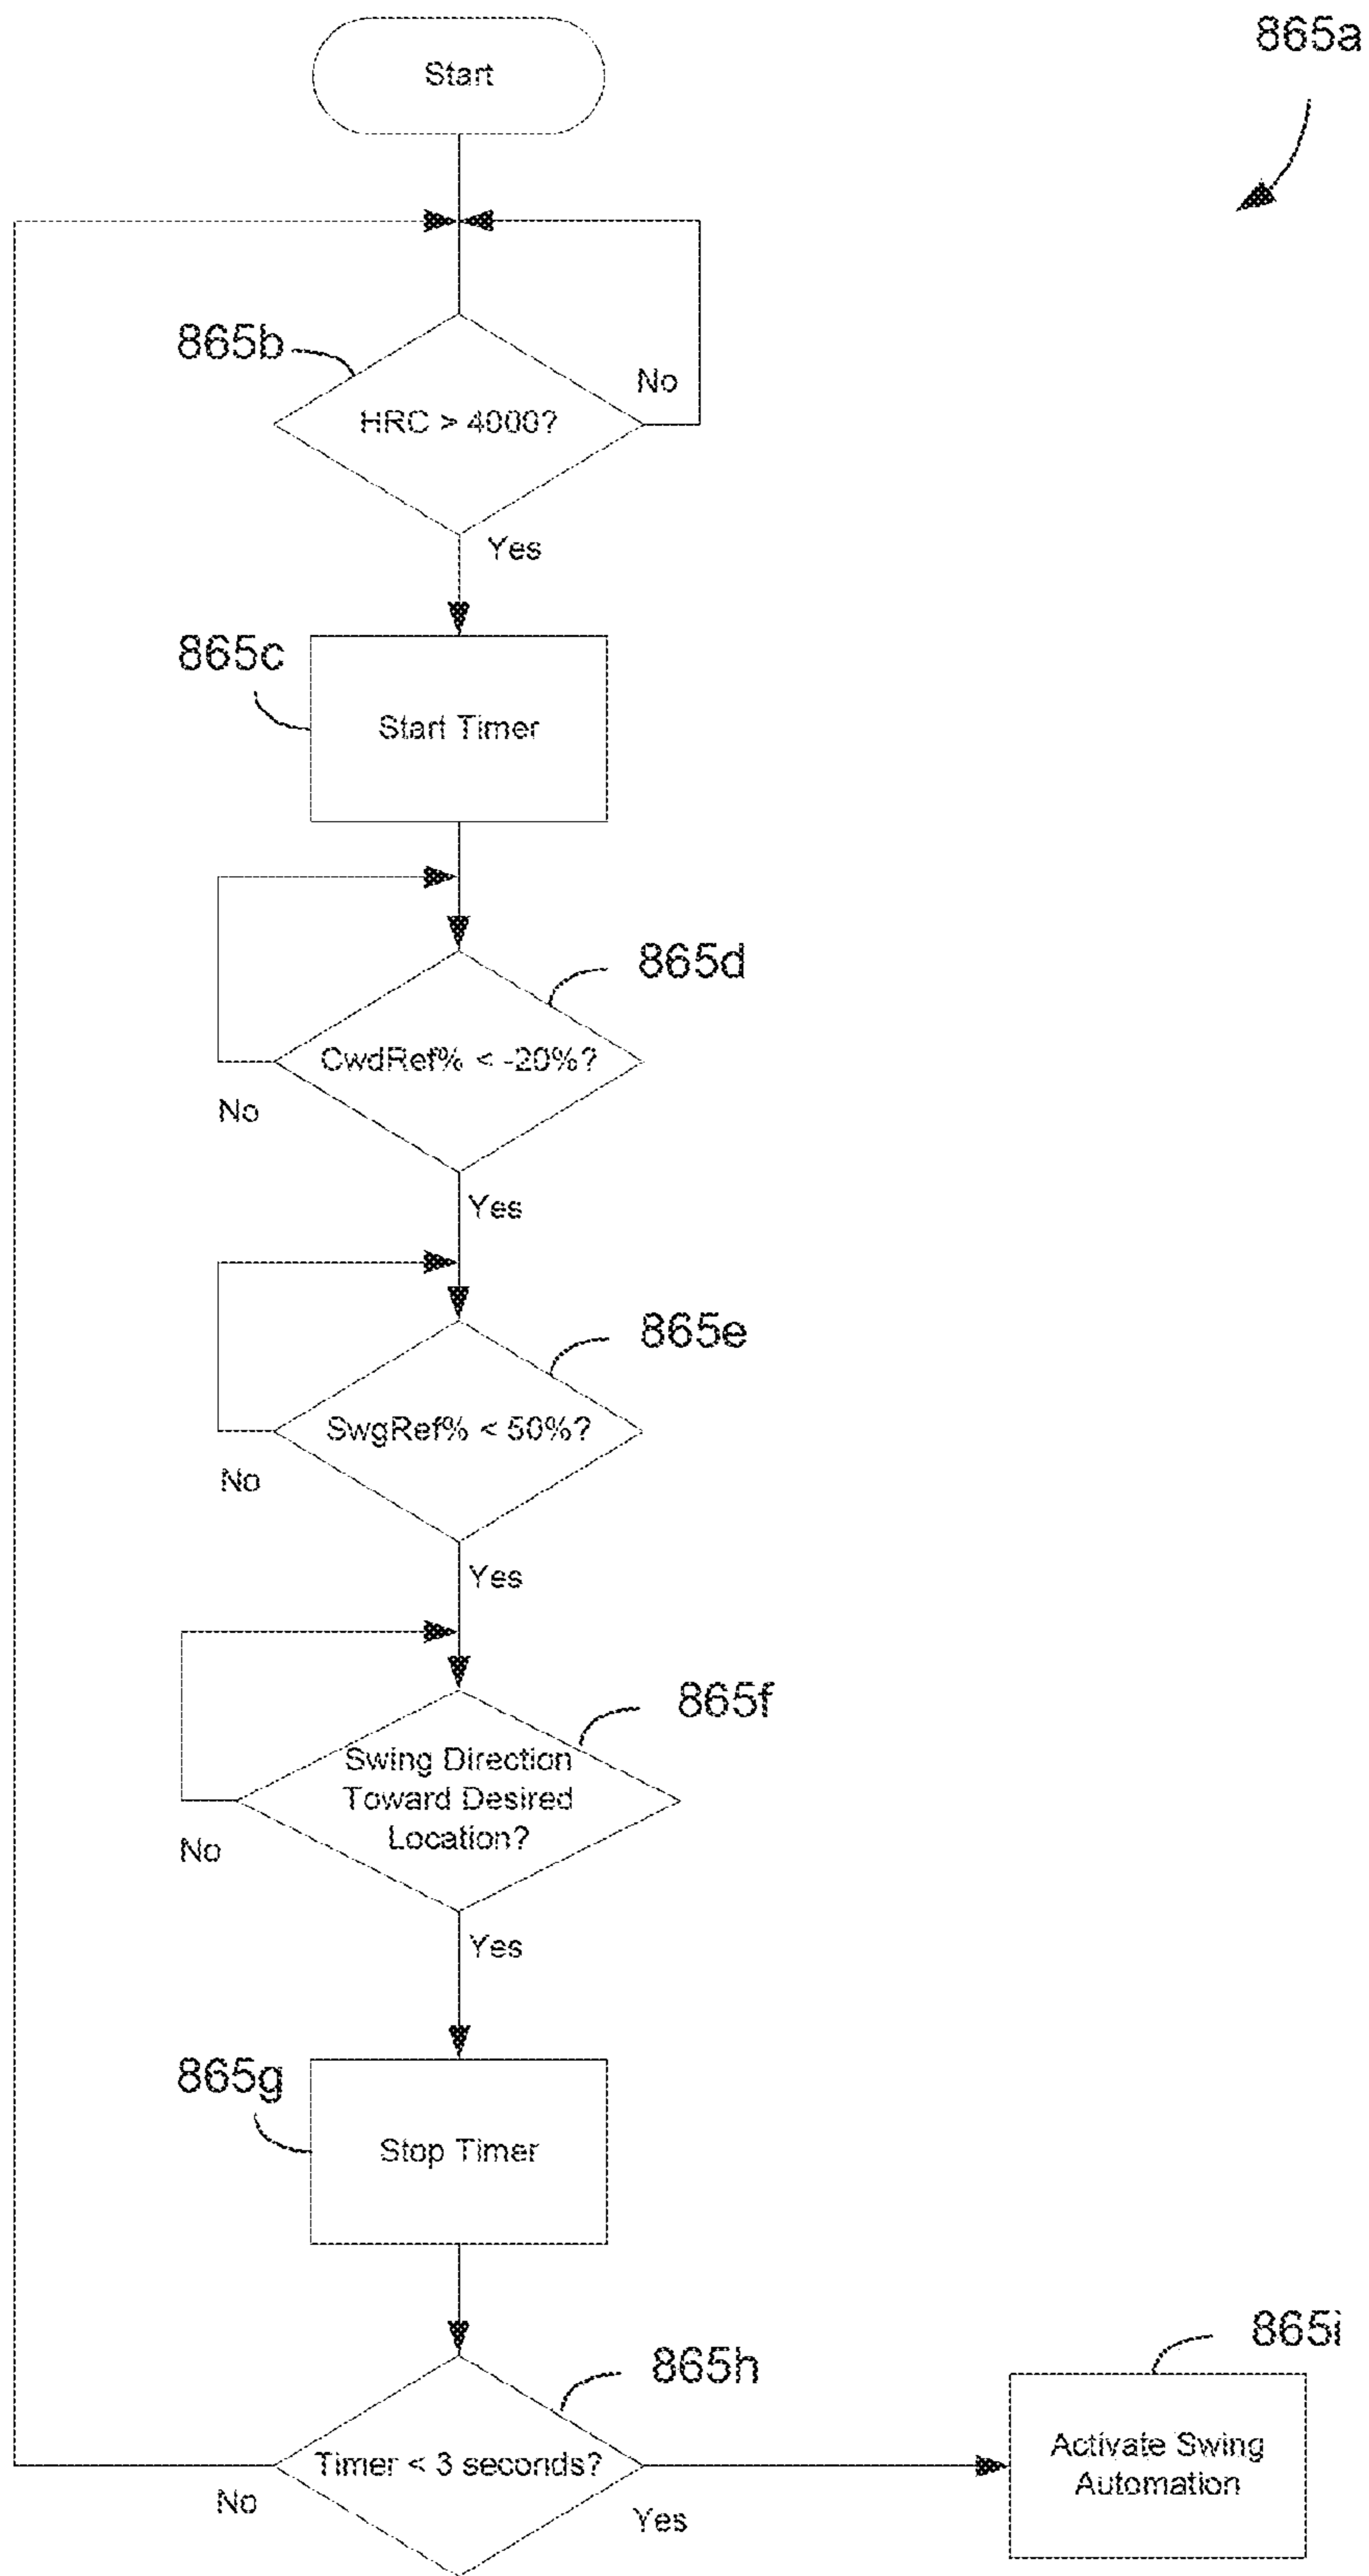 865a
Start
865b
HRC > 4000?
No
Yes
865c
Start Timer
865d
CwdRef% < -20%?
No
Yes
865e
SwgRef% < 50%?
No
Yes
865f
Swing Direction
Toward Desired
Location?
No
Yes
865g
Stop Timer
865h
Timer < 3 seconds?
No
Yes
865i
Activate Swing
Automation